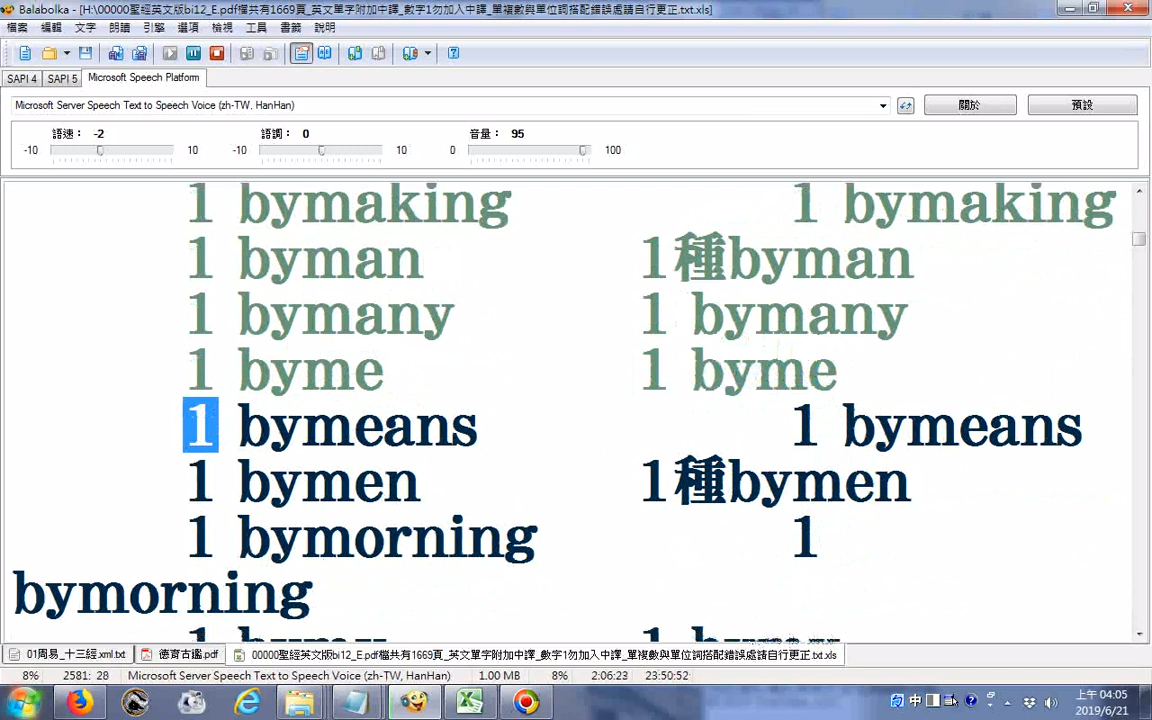 Balabolka - [H:\00000聖經英文版bi12_E.pdf檔共有1669頁_英文單字附加中譯_數字1勿加入中譯_單複數與單位詞搭配錯誤處請自行更正.txt.xls]
檔案 編輯 文字 朗讀 引擎 選項 檢視 工具 書籤 說明
SAPI 4 SAPI 5 Microsoft Speech Platform
Microsoft Server Speech Text to Speech Voice (zh-TW, HanHan) 關於 預設
語速： -2 語調： 0 音量： 95
-10 10 -10 10 0 100
1 bymaking 1 bymaking
1 byman 1種byman
1 bymany 1 bymany
1 byme 1 byme
1 bymeans 1 bymeans
1 bymen 1種bymen
1 bymorning 1
bymorning
1 bymy 1 bymy
01周易_十三經.xml.txt 德育古鑑.pdf 00000聖經英文版bi12_E.pdf檔共有1669頁_英文單字附加中譯_數字1勿加入中譯_單複數與單位詞搭配錯誤處請自行更正.txt.xls
8% 2581: 28 Microsoft Server Speech Text to Speech Voice (zh-TW, HanHan) 1.00 MB 8% 2:06:23 23:50:52
中 上午 04:05
2019/6/21